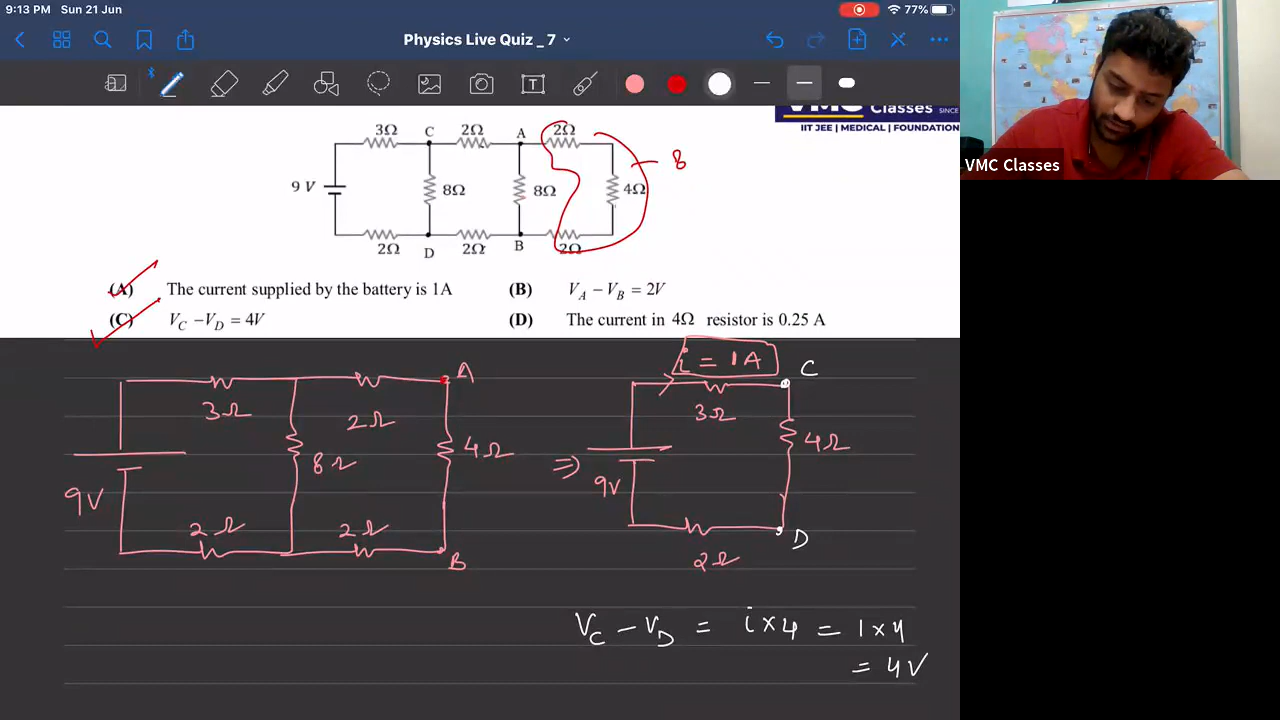 9:13 PM Sun 21 Jun
77%
Physics Live Quiz _ 7
VMC Classes SINCE
IIT JEE | MEDICAL | FOUNDATION
VMC Classes
3Ω C 2Ω A 2Ω
8
9 V 8Ω 8Ω 4Ω
2Ω D 2Ω B 2Ω
(A) The current supplied by the battery is 1A (B) V_A − V_B = 2V
(C) V_C − V_D = 4V (D) The current in 4Ω resistor is 0.25 A
i = 1A
A C
3Ω 2Ω 3Ω
8Ω 4Ω ⇒ 4Ω
9V 9V
2Ω 2Ω D
B 2Ω
V_C − V_D = i × 4 = 1 × 4
= 4V